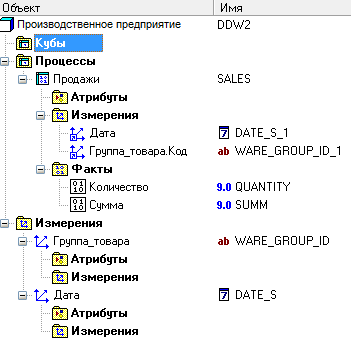 Объект Имя
Производственное предприятие DDW2
Кубы
Процессы
Продажи SALES
Атрибуты
Измерения
Дата 7 DATE_S_1
Группа_товара.Код ab WARE_GROUP_ID_1
Факты
Количество 9.0 QUANTITY
Сумма 9.0 SUMM
Измерения
Группа_товара ab WARE_GROUP_ID
Атрибуты
Измерения
Дата 7 DATE_S
Атрибуты
Измерения